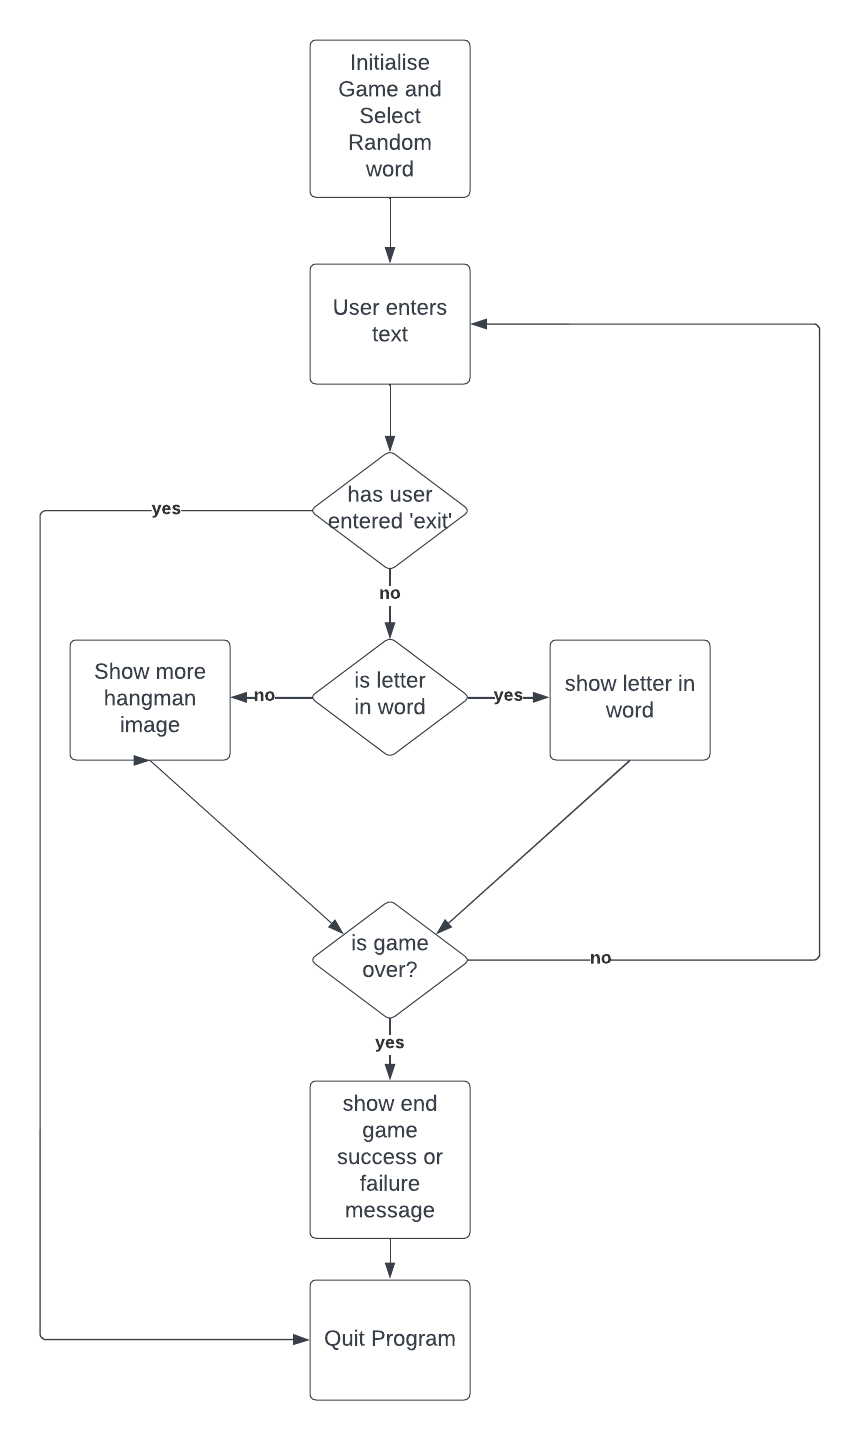 Initialise
Game and
Select
Random
word
User enters
text
has user
entered 'exit'
yes
no
Show more
hangman
image
no
is letter
in word
yes
show letter in
word
is game
over?
no
yes
show end
game
success or
failure
message
Quit Program